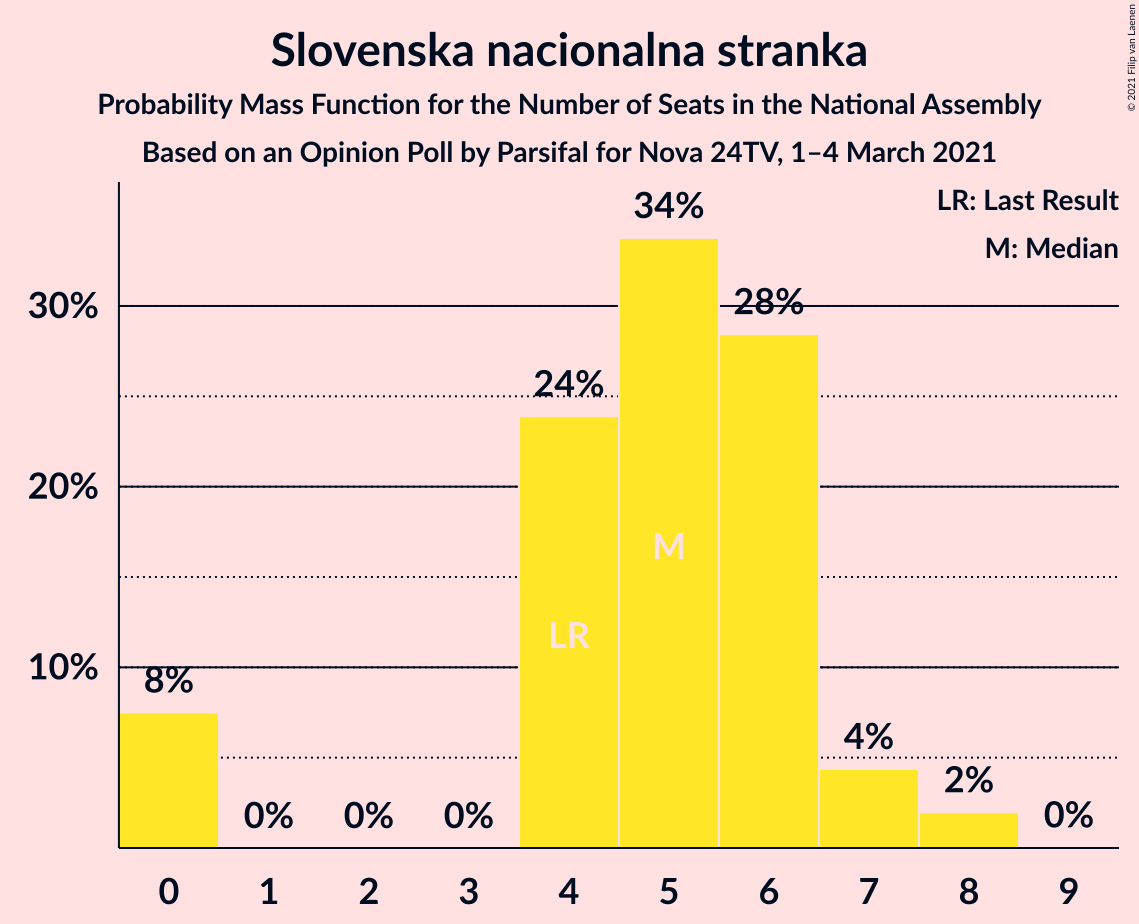 Slovenska nacionalna stranka
Probability Mass Function for the Number of Seats in the National Assembly
Based on an Opinion Poll by Parsifal for Nova 24TV, 1–4 March 2021
© 2021 Filip van Laenen
LR: Last Result
M: Median
30%
20%
10%
8%
0%
0%
0%
24%
34%
28%
4%
2%
0%
LR
M
0 1 2 3 4 5 6 7 8 9